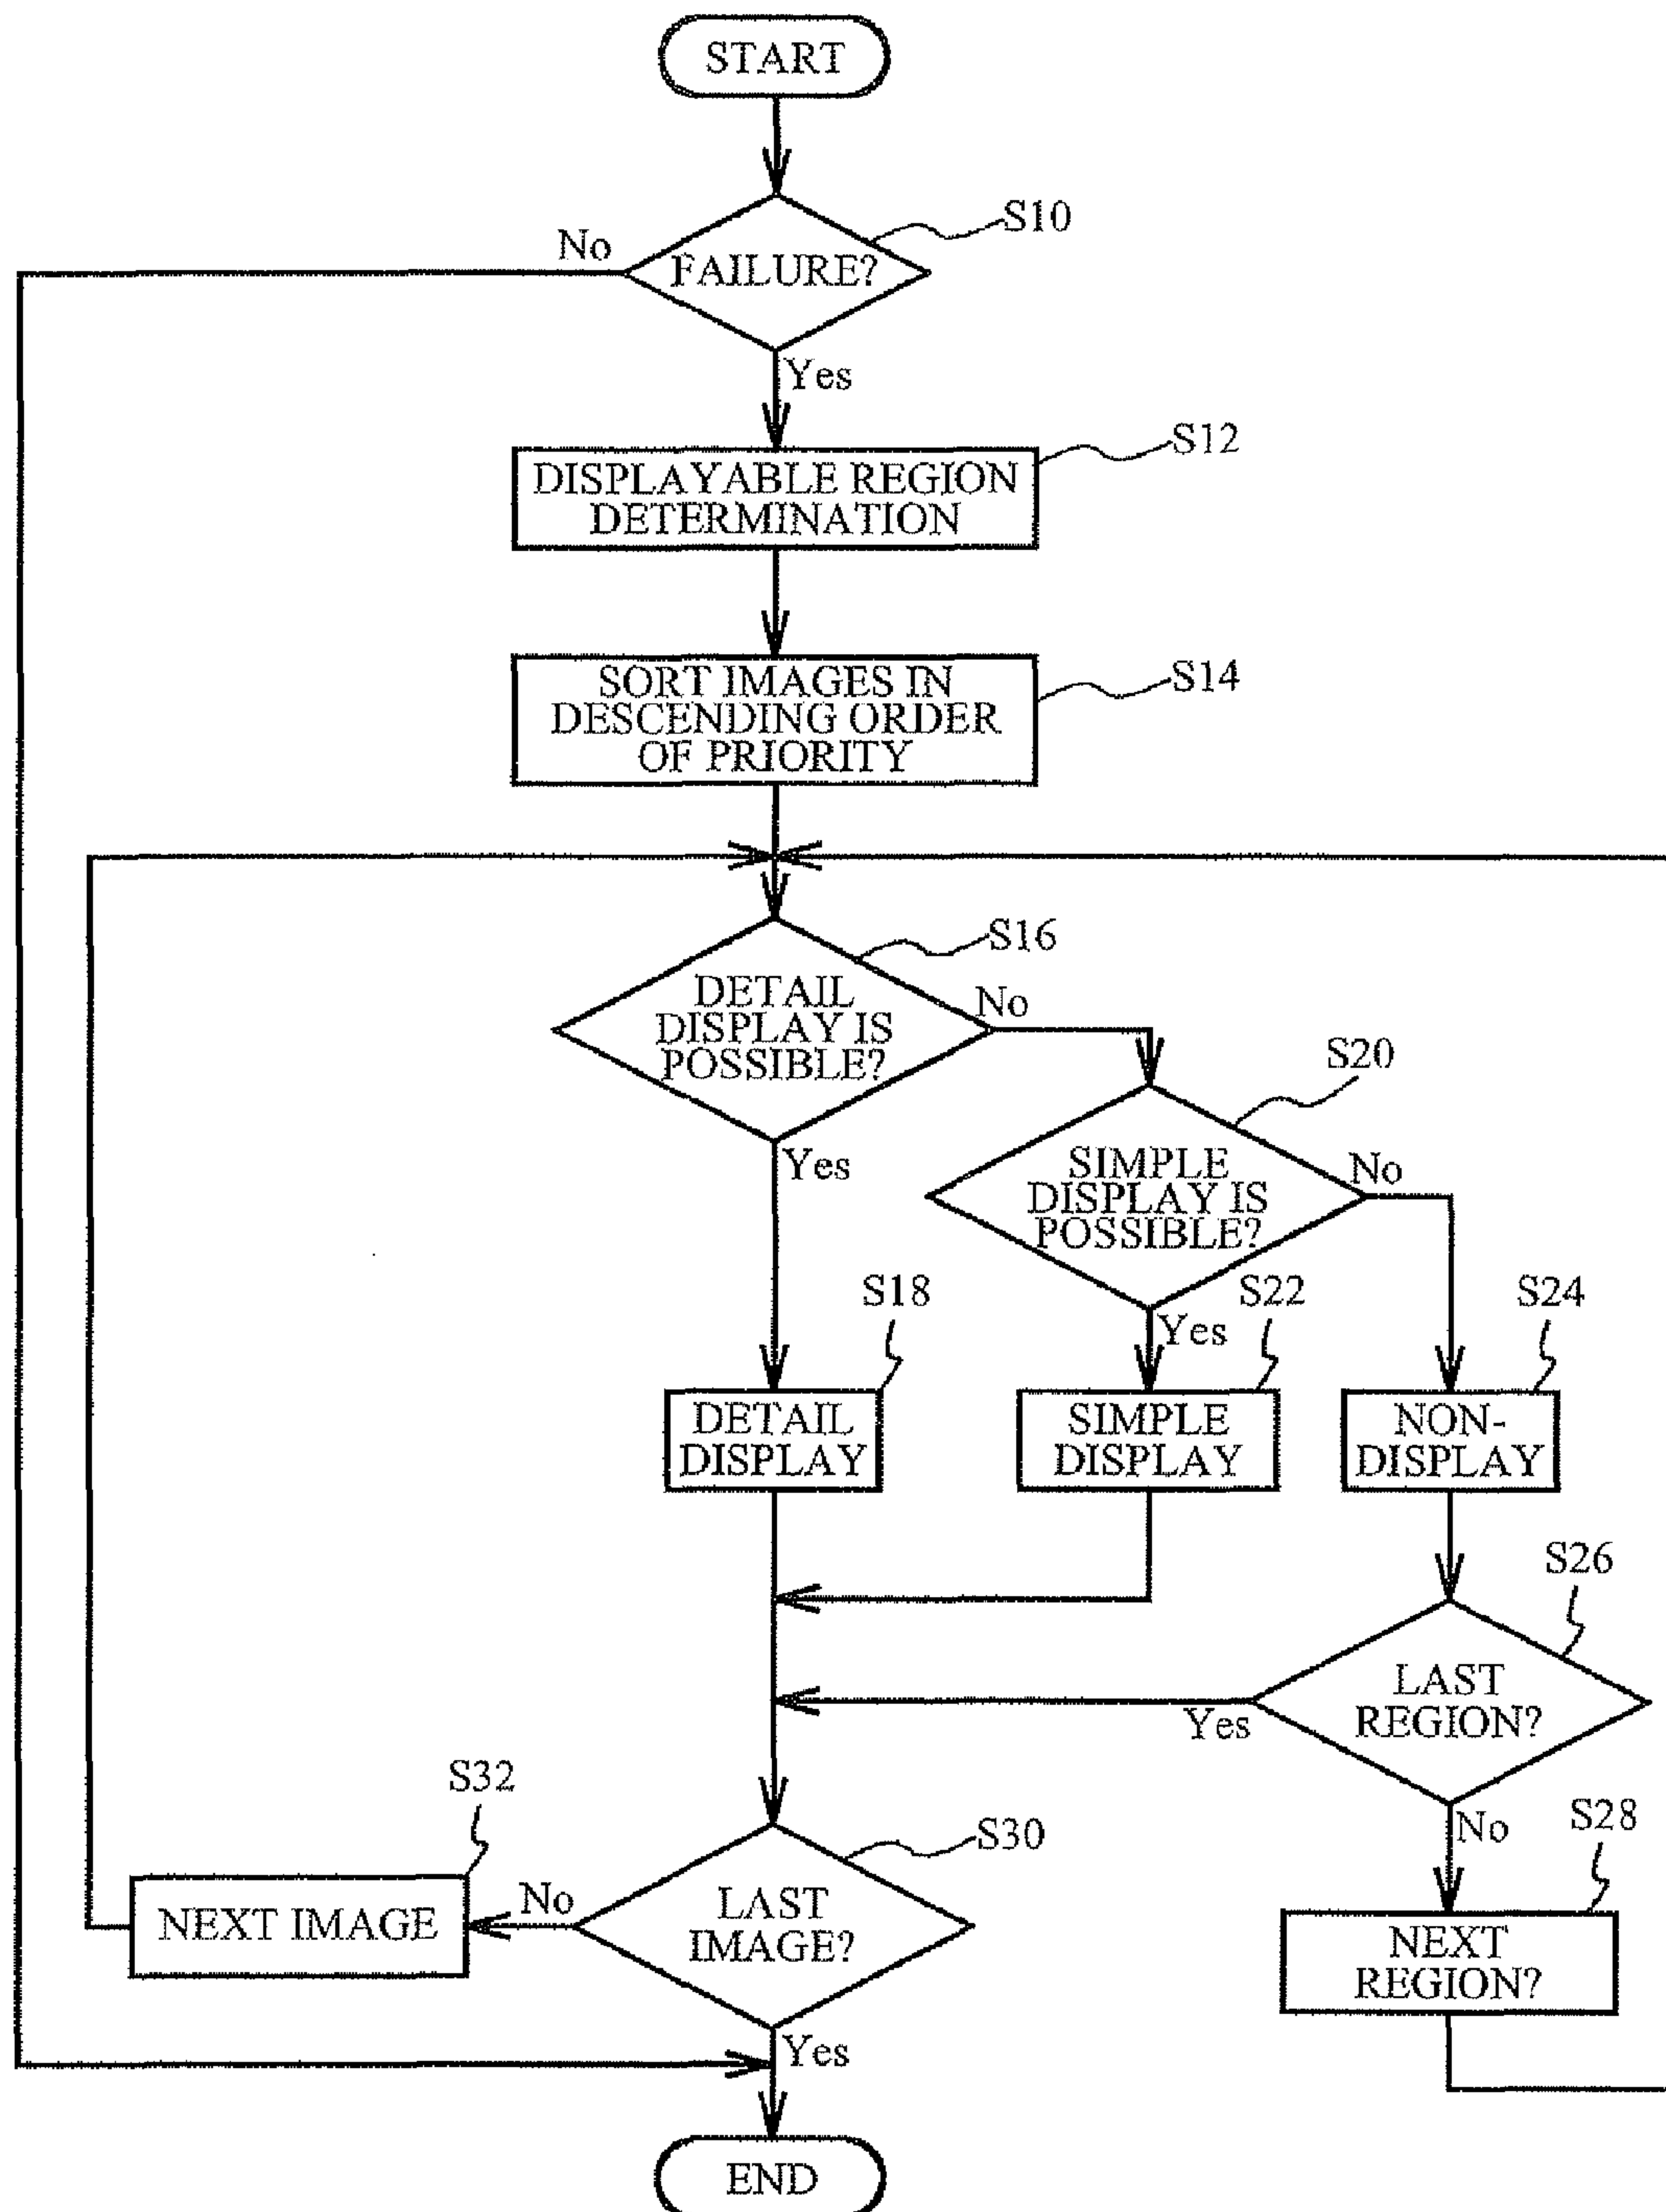 START
S10
No
FAILURE?
Yes
S12
DISPLAYABLE REGION
DETERMINATION
S14
SORT IMAGES IN
DESCENDING ORDER
OF PRIORITY
S16
DETAIL
DISPLAY IS
POSSIBLE?
No
Yes
S20
SIMPLE
DISPLAY IS
POSSIBLE?
No
Yes
S18
DETAIL
DISPLAY
S22
SIMPLE
DISPLAY
S24
NON-
DISPLAY
S26
LAST
REGION?
Yes
No
S28
NEXT
REGION?
S30
LAST
IMAGE?
No
Yes
S32
NEXT IMAGE
END